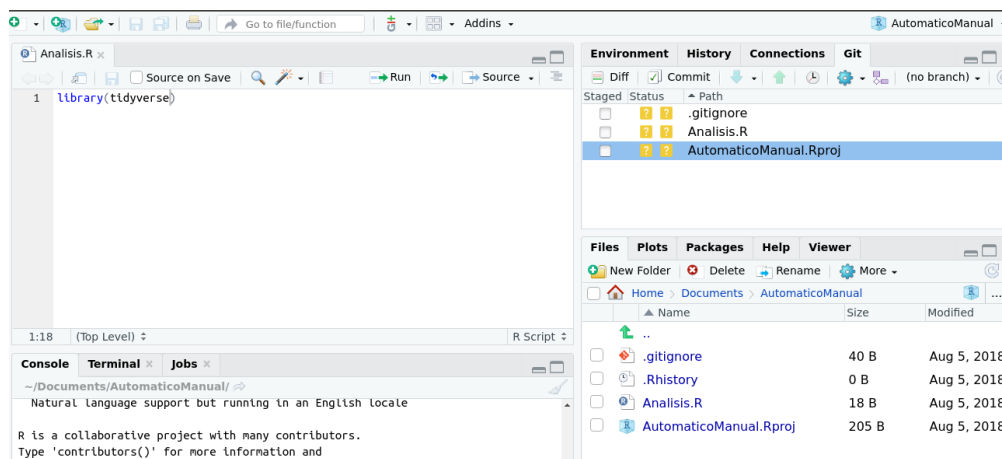 Go to file/function
Addins
AutomaticoManual
Analisis.R
Source on Save
Run
Source
1
library(tidyverse)
1:18
(Top Level)
R Script
Console
Terminal
Jobs
~/Documents/AutomaticoManual/
Natural language support but running in an English locale
R is a collaborative project with many contributors.
Type 'contributors()' for more information and
Environment
History
Connections
Git
Diff
Commit
(no branch)
Staged Status Path
? ? .gitignore
? ? Analisis.R
? ? AutomaticoManual.Rproj
Files
Plots
Packages
Help
Viewer
New Folder
Delete
Rename
More
Home
Documents
AutomaticoManual
...
Name Size Modified
..
.gitignore 40 B Aug 5, 2018
.Rhistory 0 B Aug 5, 2018
Analisis.R 18 B Aug 5, 2018
AutomaticoManual.Rproj 205 B Aug 5, 2018